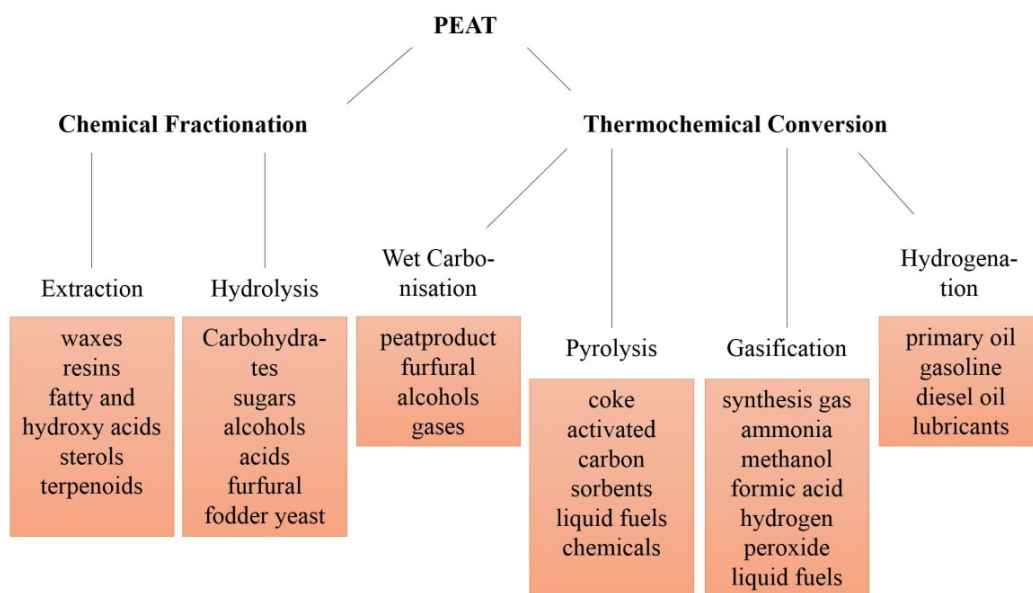 PEAT
Chemical Fractionation
Thermochemical Conversion
Extraction
waxes
resins
fatty and
hydroxy acids
sterols
terpenoids
Hydrolysis
Carbohydra-
tes
sugars
alcohols
acids
furfural
fodder yeast
Wet Carbo-
nisation
peatproduct
furfural
alcohols
gases
Pyrolysis
coke
activated
carbon
sorbents
liquid fuels
chemicals
Gasification
synthesis gas
ammonia
methanol
formic acid
hydrogen
peroxide
liquid fuels
Hydrogena-
tion
primary oil
gasoline
diesel oil
lubricants